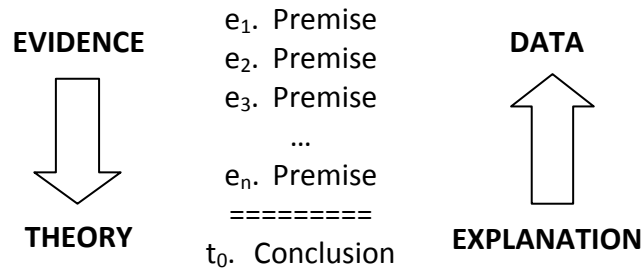 EVIDENCE
THEORY
e₁. Premise
e₂. Premise
e₃. Premise
...
eₙ. Premise
=========
t₀. Conclusion
DATA
EXPLANATION